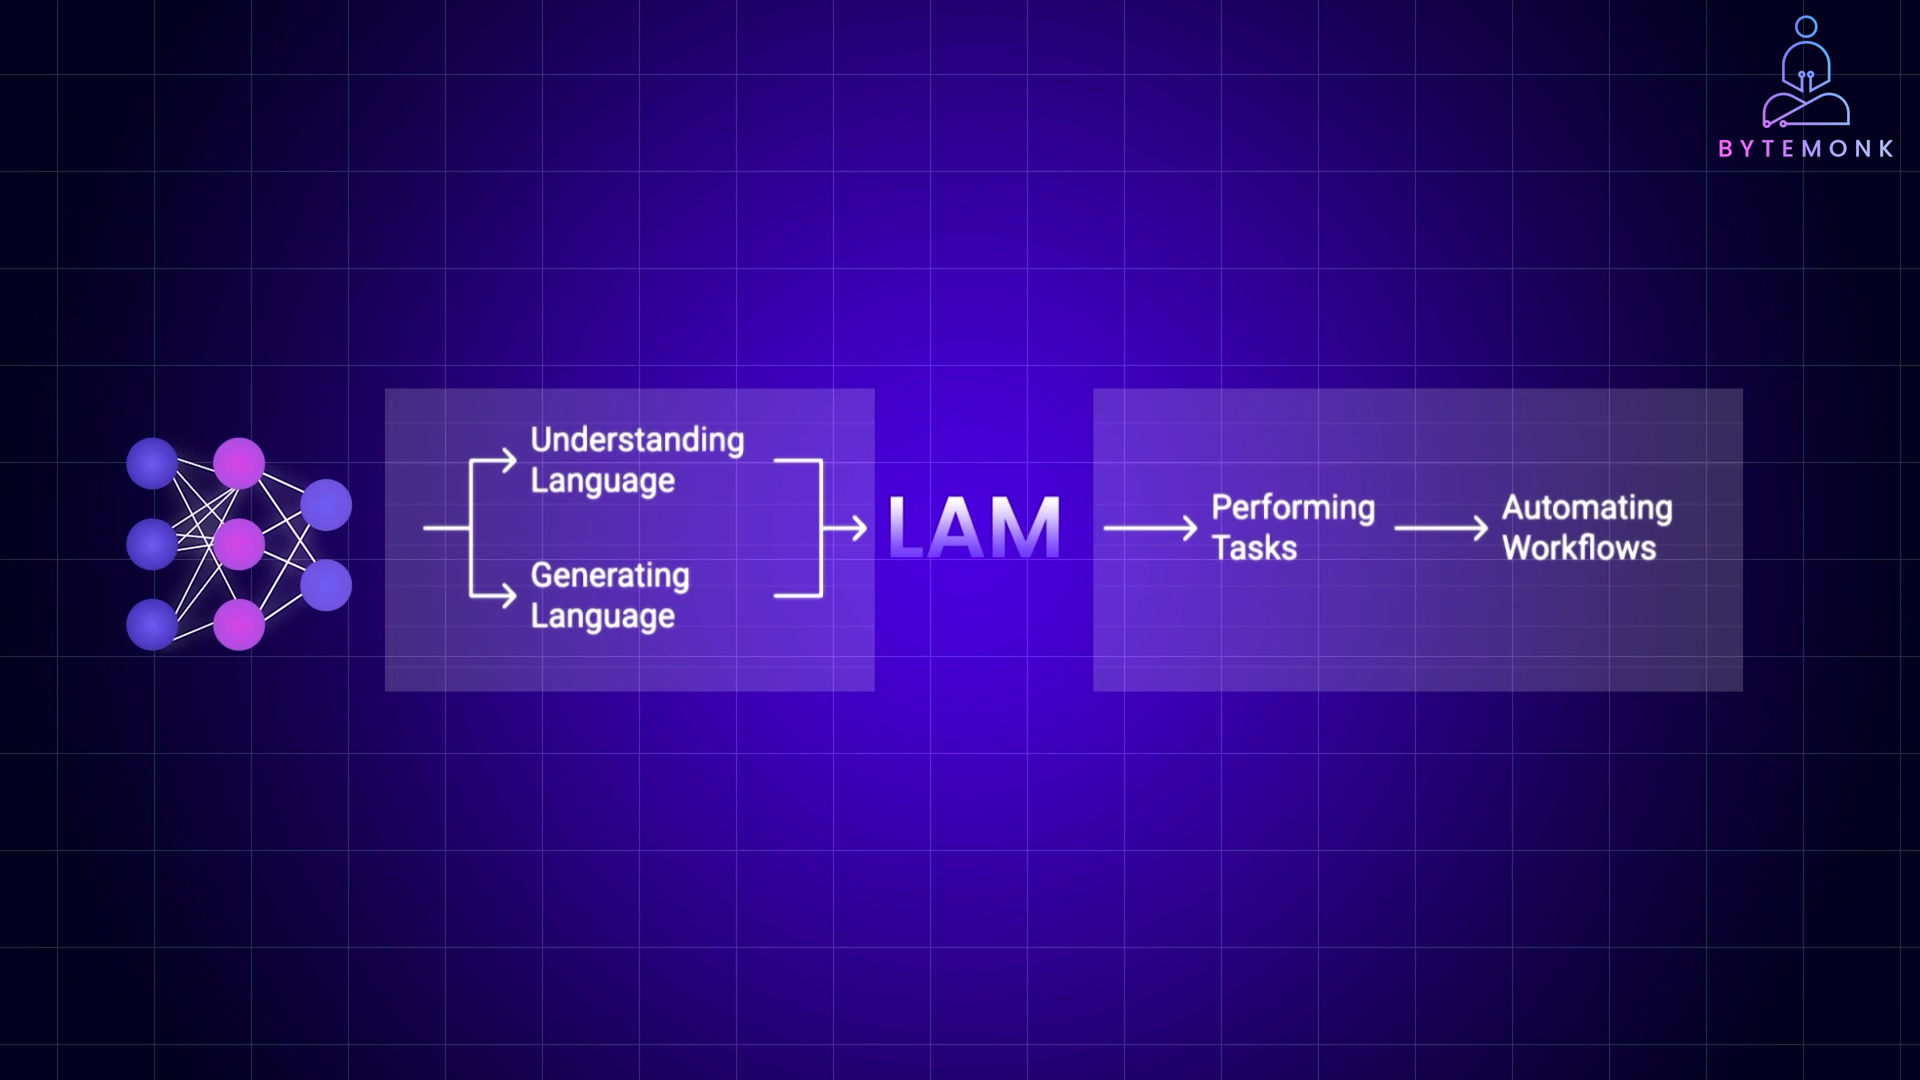 BYTEMONK
Understanding
Language
Generating
Language
LAM
Performing
Tasks
Automating
Workflows